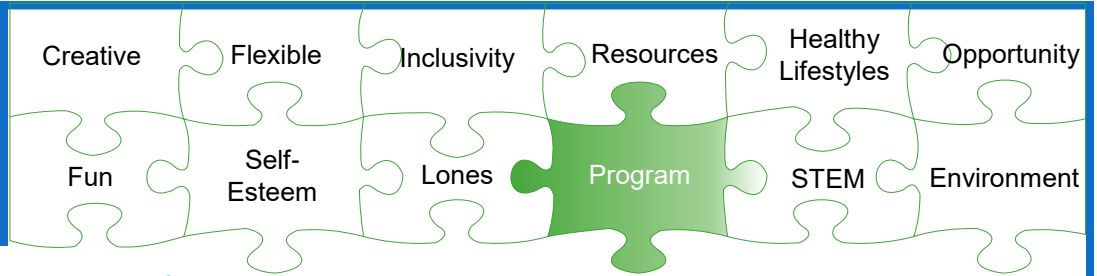 Creative
Flexible
Inclusivity
Resources
Healthy
Lifestyles
Opportunity
Fun
Self-
Esteem
Lones
Program
STEM
Environment